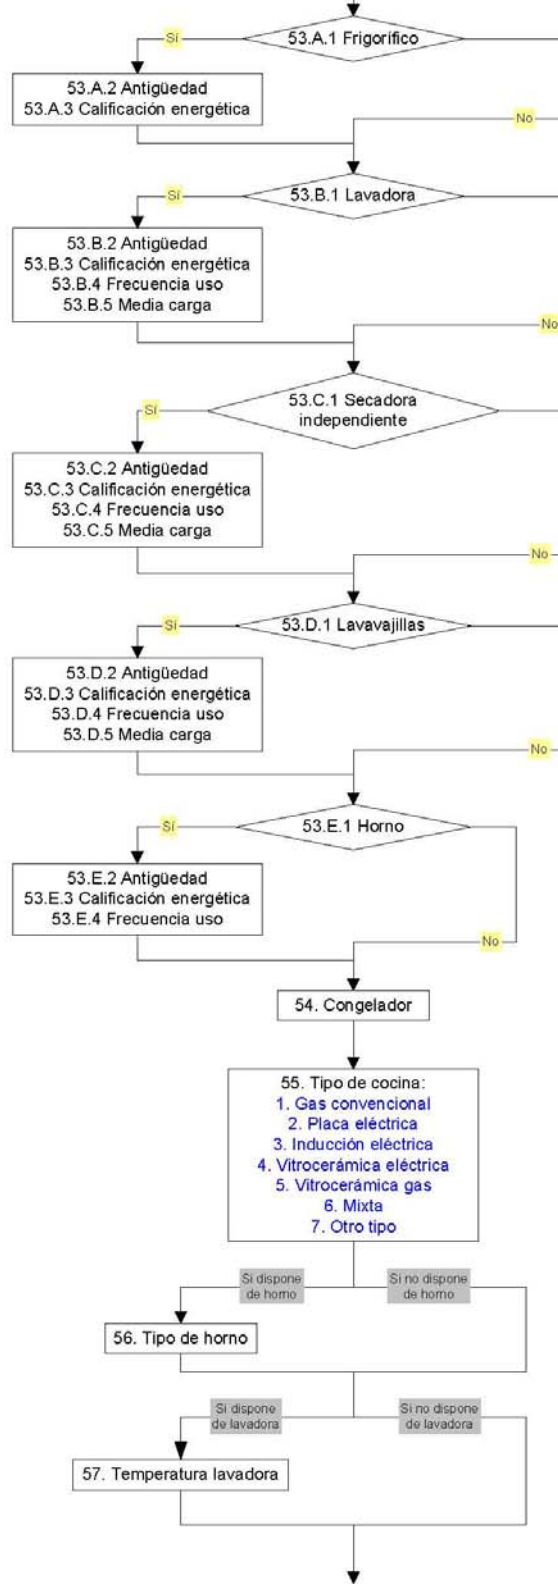 53.A.1 Frigorífico
Sí
53.A.2 Antigüedad
53.A.3 Calificación energética
No
53.B.1 Lavadora
Sí
53.B.2 Antigüedad
53.B.3 Calificación energética
53.B.4 Frecuencia uso
53.B.5 Media carga
No
53.C.1 Secadora
independiente
Sí
53.C.2 Antigüedad
53.C.3 Calificación energética
53.C.4 Frecuencia uso
53.C.5 Media carga
No
53.D.1 Lavavajillas
Sí
53.D.2 Antigüedad
53.D.3 Calificación energética
53.D.4 Frecuencia uso
53.D.5 Media carga
No
53.E.1 Horno
Sí
53.E.2 Antigüedad
53.E.3 Calificación energética
53.E.4 Frecuencia uso
No
54. Congelador
55. Tipo de cocina:
1. Gas convencional
2. Placa eléctrica
3. Inducción eléctrica
4. Vitrocerámica eléctrica
5. Vitrocerámica gas
6. Mixta
7. Otro tipo
Si dispone
de horno
Si no dispone
de horno
56. Tipo de horno
Si dispone
de lavadora
Si no dispone
de lavadora
57. Temperatura lavadora